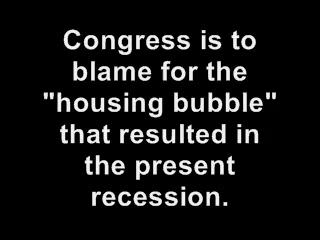 Congress is to
blame for the
"housing bubble"
that resulted in
the present
recession.